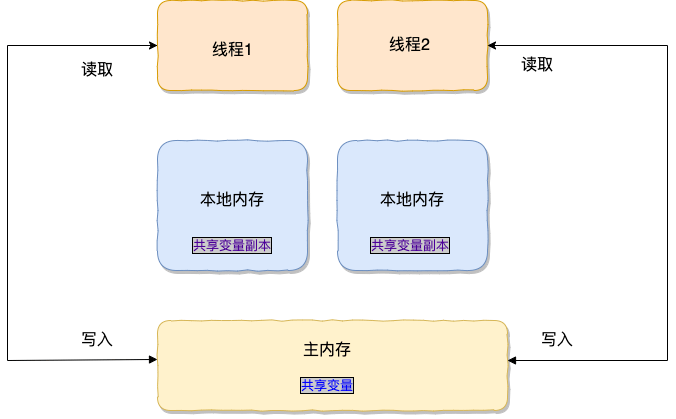 线程1
线程2
读取
读取
本地内存
本地内存
共享变量副本
共享变量副本
写入
写入
主内存
共享变量